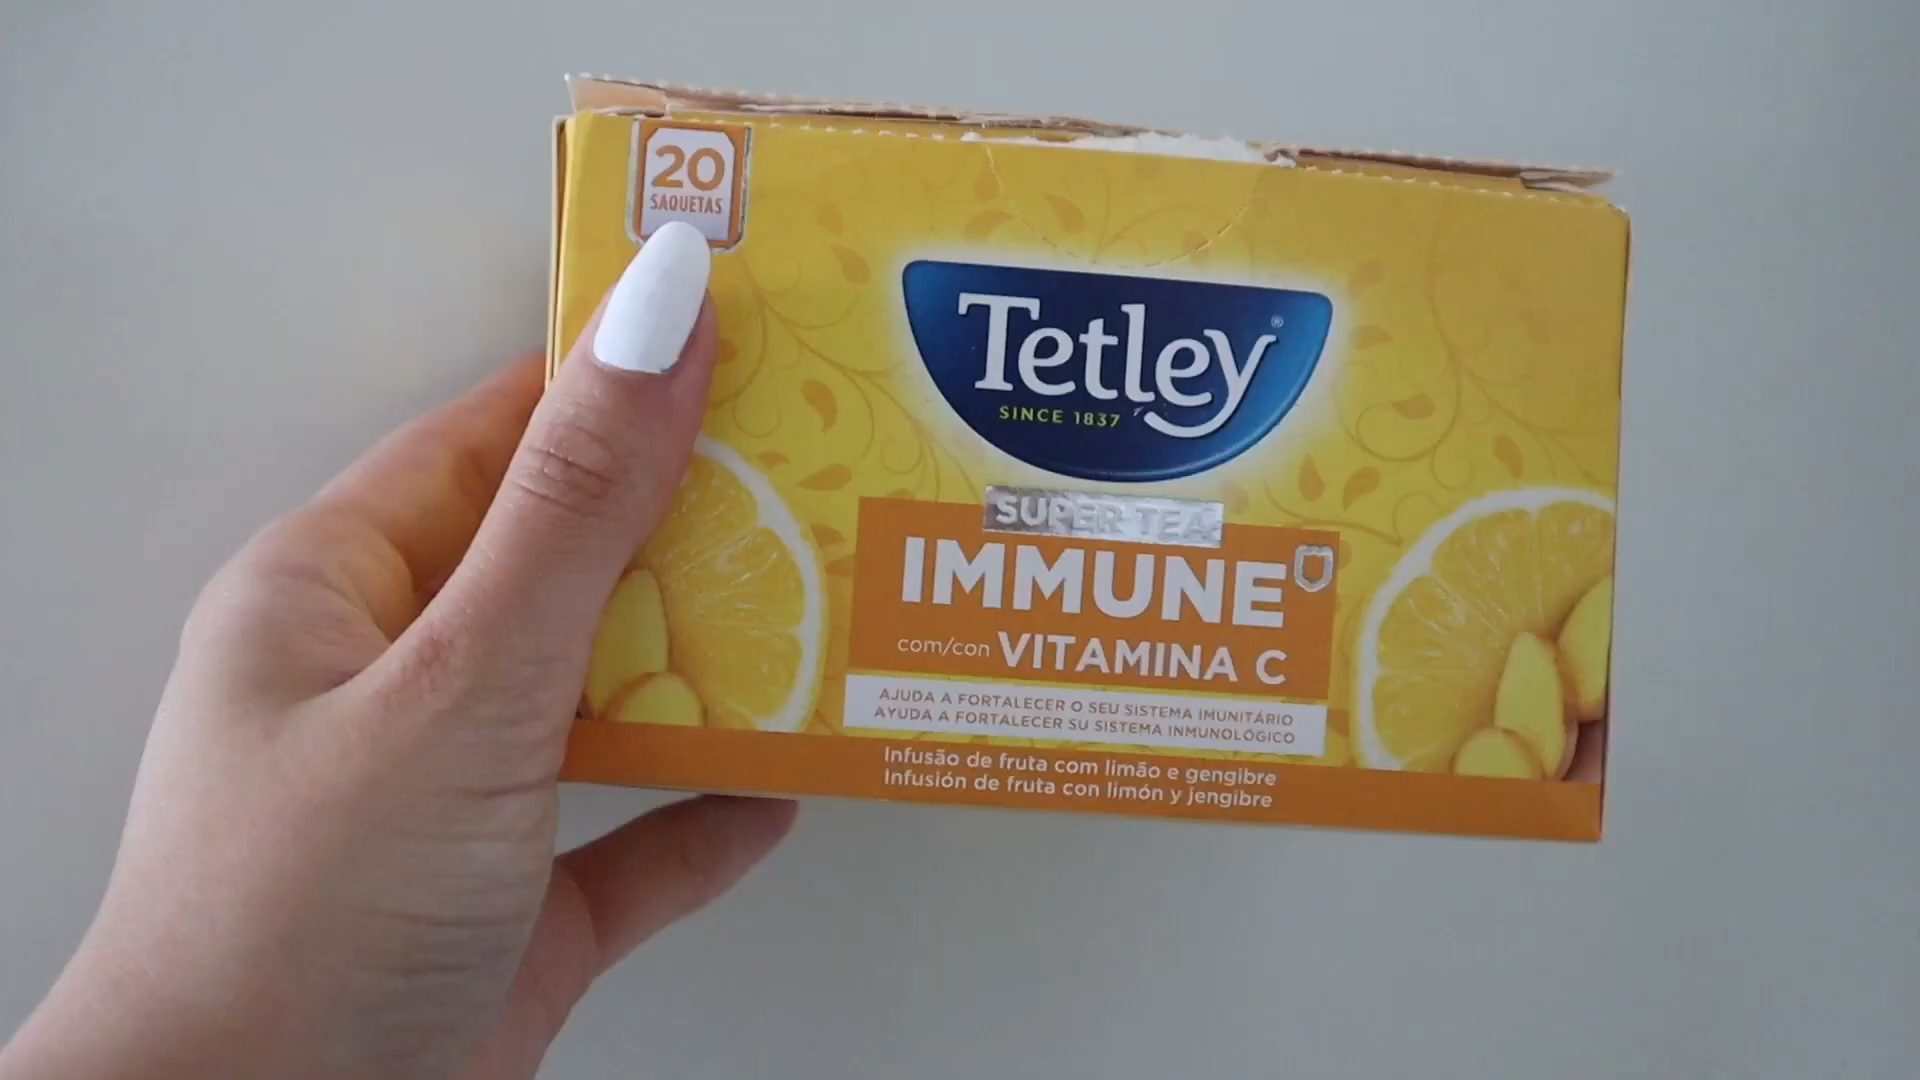 20
SAQUETAS
Tetley®
SINCE 1837
SUPER TEA
IMMUNE
com/con VITAMINA C
AJUDA A FORTALECER O SEU SISTEMA IMUNITÁRIO
AYUDA A FORTALECER SU SISTEMA INMUNOLÓGICO
Infusão de fruta com limão e gengibre
Infusión de fruta con limón y jengibre